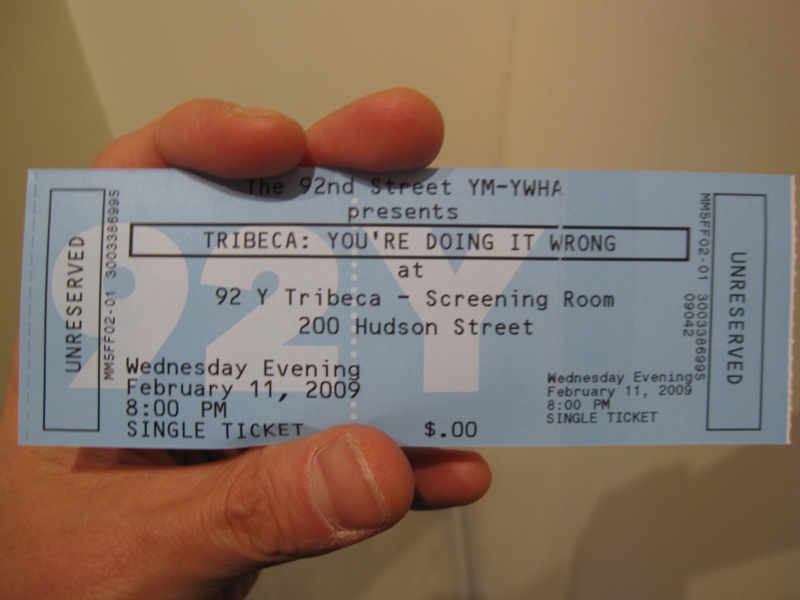 UNRESERVED
MM5FF02-01 3003386995
92Y
The 92nd Street YM-YWHA
presents
TRIBECA: YOU'RE DOING IT WRONG
at
92 Y Tribeca - Screening Room
200 Hudson Street
Wednesday Evening
February 11, 2009
8:00 PM
SINGLE TICKET $.00
Wednesday Evening
February 11, 2009
8:00 PM
SINGLE TICKET
MM5FF02-01 3003386995
09042
UNRESERVED